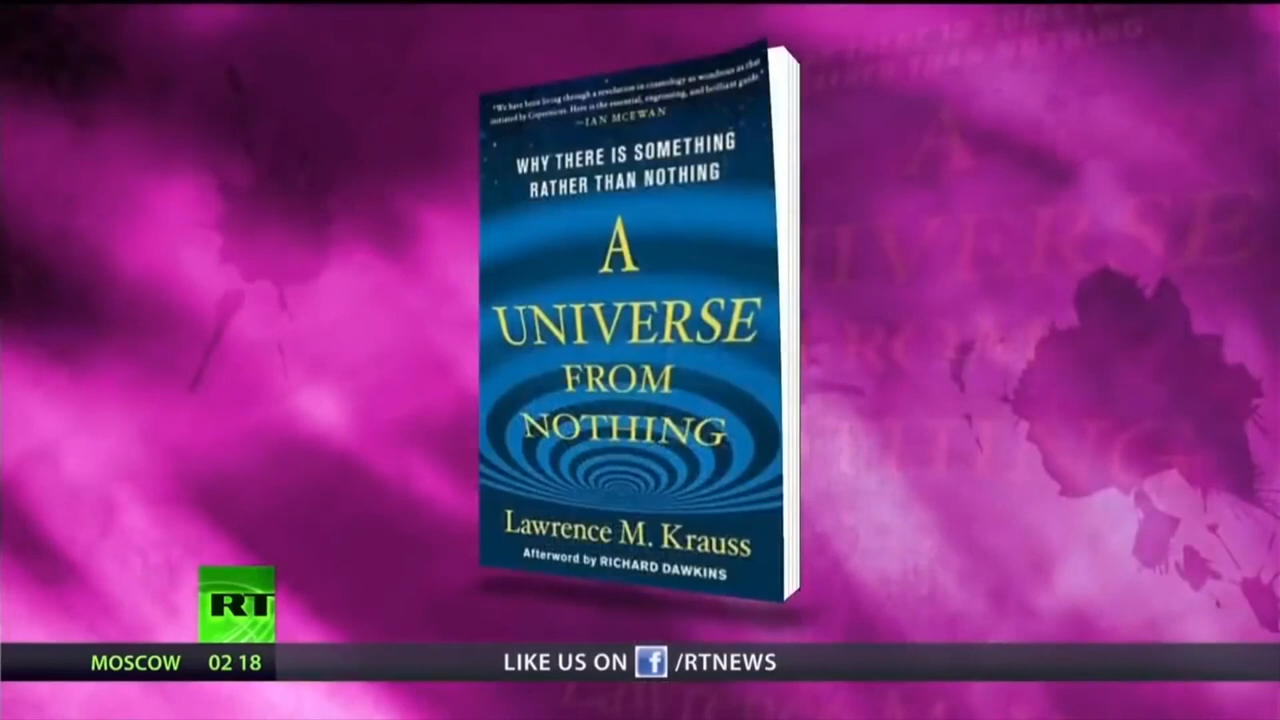 "We have been living through a revolution in cosmology as wondrous as that
initiated by Copernicus. Here is the essential, engrossing, and brilliant guide."
—IAN MCEWAN
WHY THERE IS SOMETHING
RATHER THAN NOTHING
A
UNIVERSE
FROM
NOTHING
Lawrence M. Krauss
Afterword by RICHARD DAWKINS
RT
MOSCOW 02 18
LIKE US ON f /RTNEWS